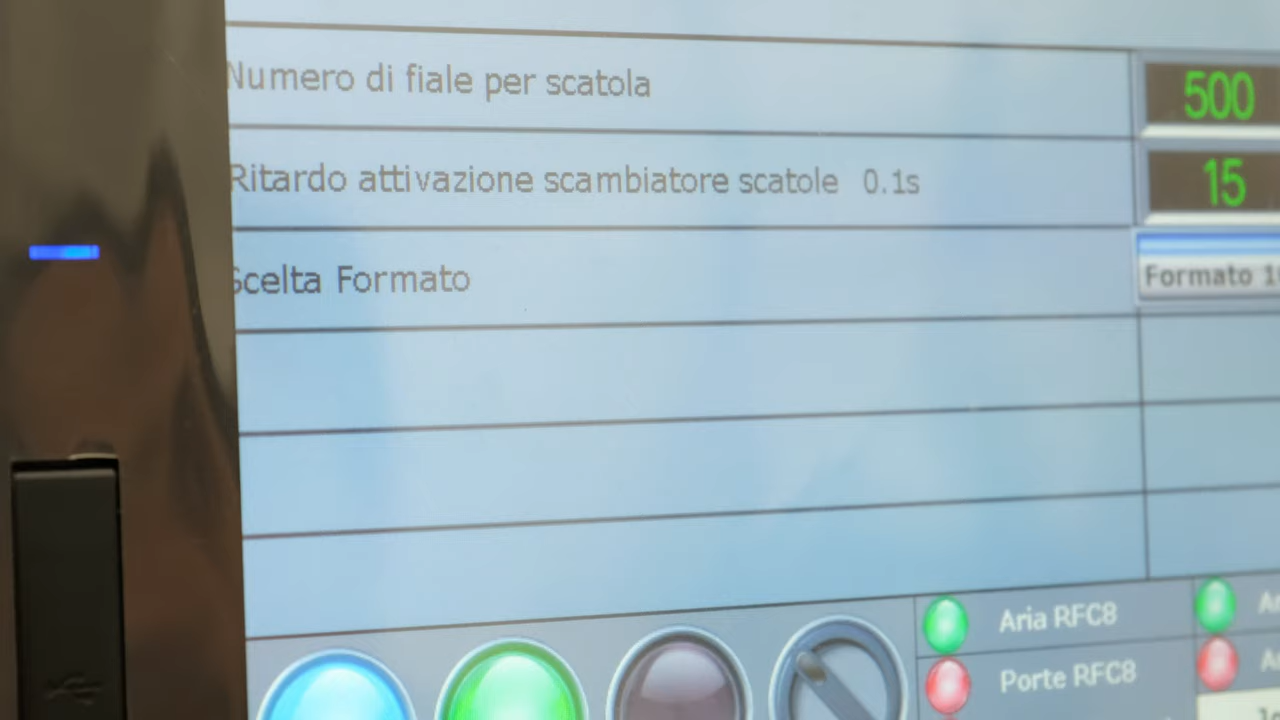 Numero di fiale per scatola 500
Ritardo attivazione scambiatore scatole 0.1s 15
Scelta Formato Formato
Aria RFC8
Porte RFC8